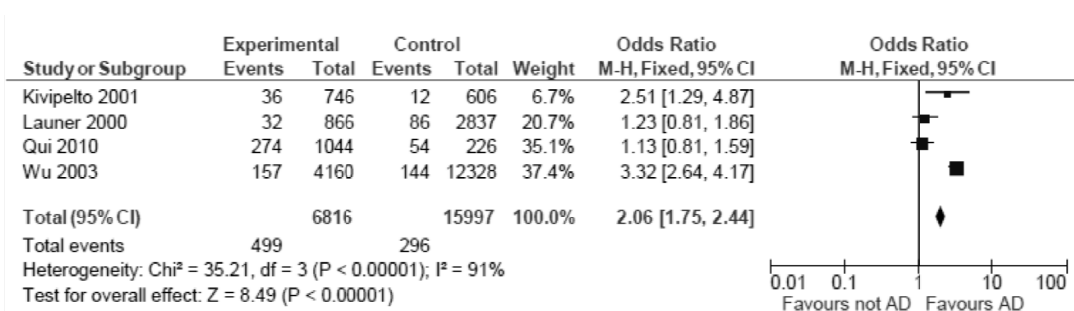 Experimental Control Odds Ratio Odds Ratio
Study or Subgroup Events Total Events Total Weight M-H, Fixed, 95% CI M-H, Fixed, 95% CI
Kivipelto 2001 36 746 12 606 6.7% 2.51 [1.29, 4.87]
Launer 2000 32 866 86 2837 20.7% 1.23 [0.81, 1.86]
Qui 2010 274 1044 54 226 35.1% 1.13 [0.81, 1.59]
Wu 2003 157 4160 144 12328 37.4% 3.32 [2.64, 4.17]
Total (95% CI) 6816 15997 100.0% 2.06 [1.75, 2.44]
Total events 499 296
Heterogeneity: Chi² = 35.21, df = 3 (P < 0.00001); I² = 91%
Test for overall effect: Z = 8.49 (P < 0.00001)
0.01 0.1 1 10 100
Favours not AD Favours AD